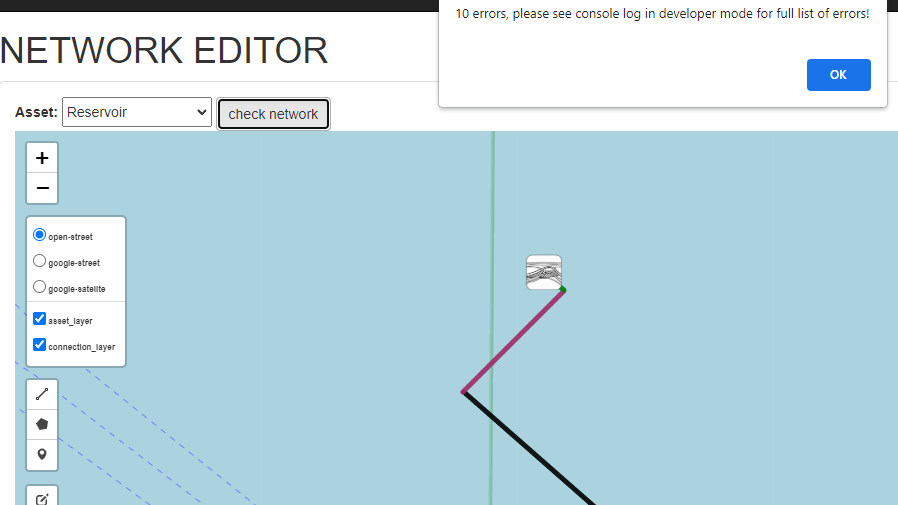 10 errors, please see console log in developer mode for full list of errors!
OK
NETWORK EDITOR
Asset: Reservoir check network
+
−
open-street
google-street
google-satelite
asset_layer
connection_layer